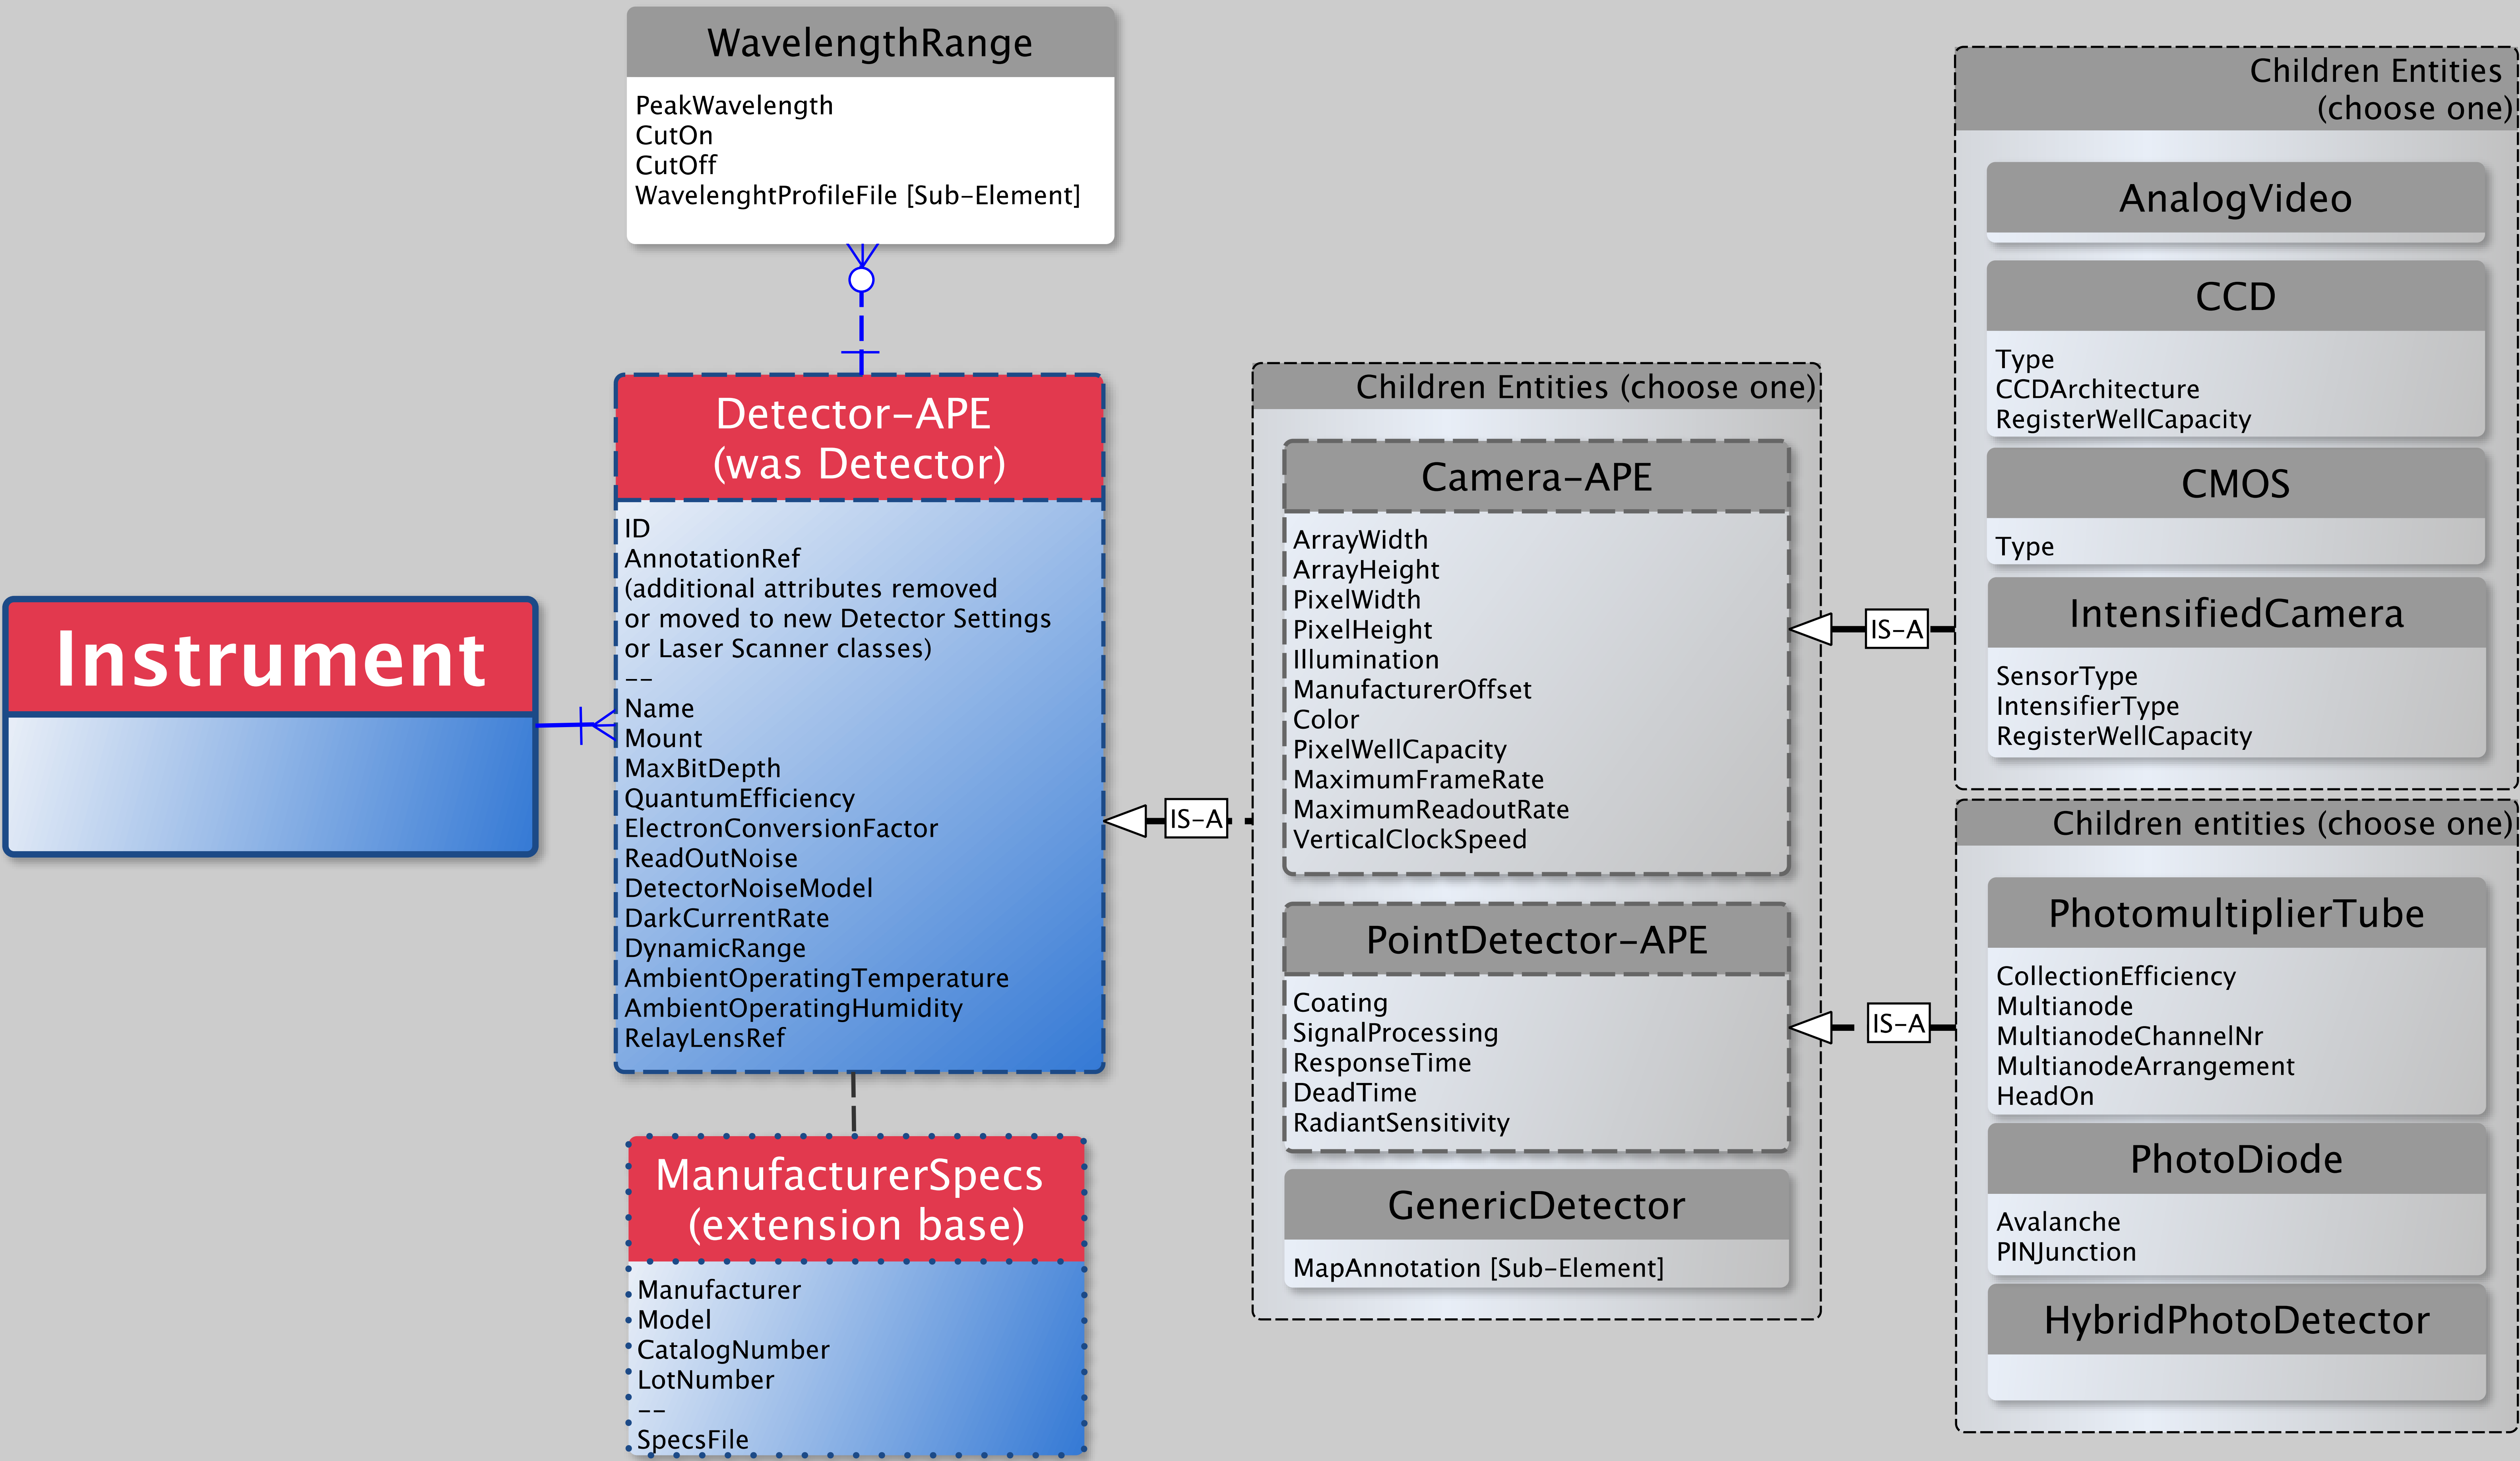 WavelengthRange
PeakWavelength
CutOn
CutOff
WavelenghtProfileFile [Sub-Element]
Instrument
Detector-APE
(was Detector)
ID
AnnotationRef
(additional attributes removed
or moved to new Detector Settings
or Laser Scanner classes)
--
Name
Mount
MaxBitDepth
QuantumEfficiency
ElectronConversionFactor
ReadOutNoise
DetectorNoiseModel
DarkCurrentRate
DynamicRange
AmbientOperatingTemperature
AmbientOperatingHumidity
RelayLensRef
ManufacturerSpecs
(extension base)
Manufacturer
Model
CatalogNumber
LotNumber
--
SpecsFile
IS-A
Children Entities (choose one)
Camera-APE
ArrayWidth
ArrayHeight
PixelWidth
PixelHeight
Illumination
ManufacturerOffset
Color
PixelWellCapacity
MaximumFrameRate
MaximumReadoutRate
VerticalClockSpeed
PointDetector-APE
Coating
SignalProcessing
ResponseTime
DeadTime
RadiantSensitivity
GenericDetector
MapAnnotation [Sub-Element]
IS-A
Children Entities
(choose one)
AnalogVideo
CCD
Type
CCDArchitecture
RegisterWellCapacity
CMOS
Type
IntensifiedCamera
SensorType
IntensifierType
RegisterWellCapacity
IS-A
Children entities (choose one)
PhotomultiplierTube
CollectionEfficiency
Multianode
MultianodeChannelNr
MultianodeArrangement
HeadOn
PhotoDiode
Avalanche
PINJunction
HybridPhotoDetector